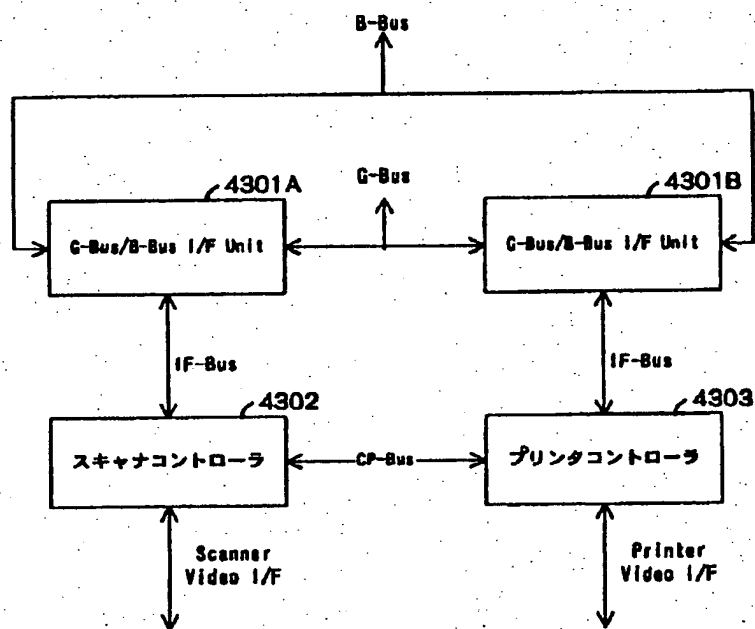 B-Bus
4301A
G-Bus
4301B
G-Bus/B-Bus I/F Unit
G-Bus/B-Bus I/F Unit
IF-Bus
IF-Bus
4302
4303
スキャナコントローラ
CP-Bus
プリンタコントローラ
Scanner
Video I/F
Printer
Video I/F